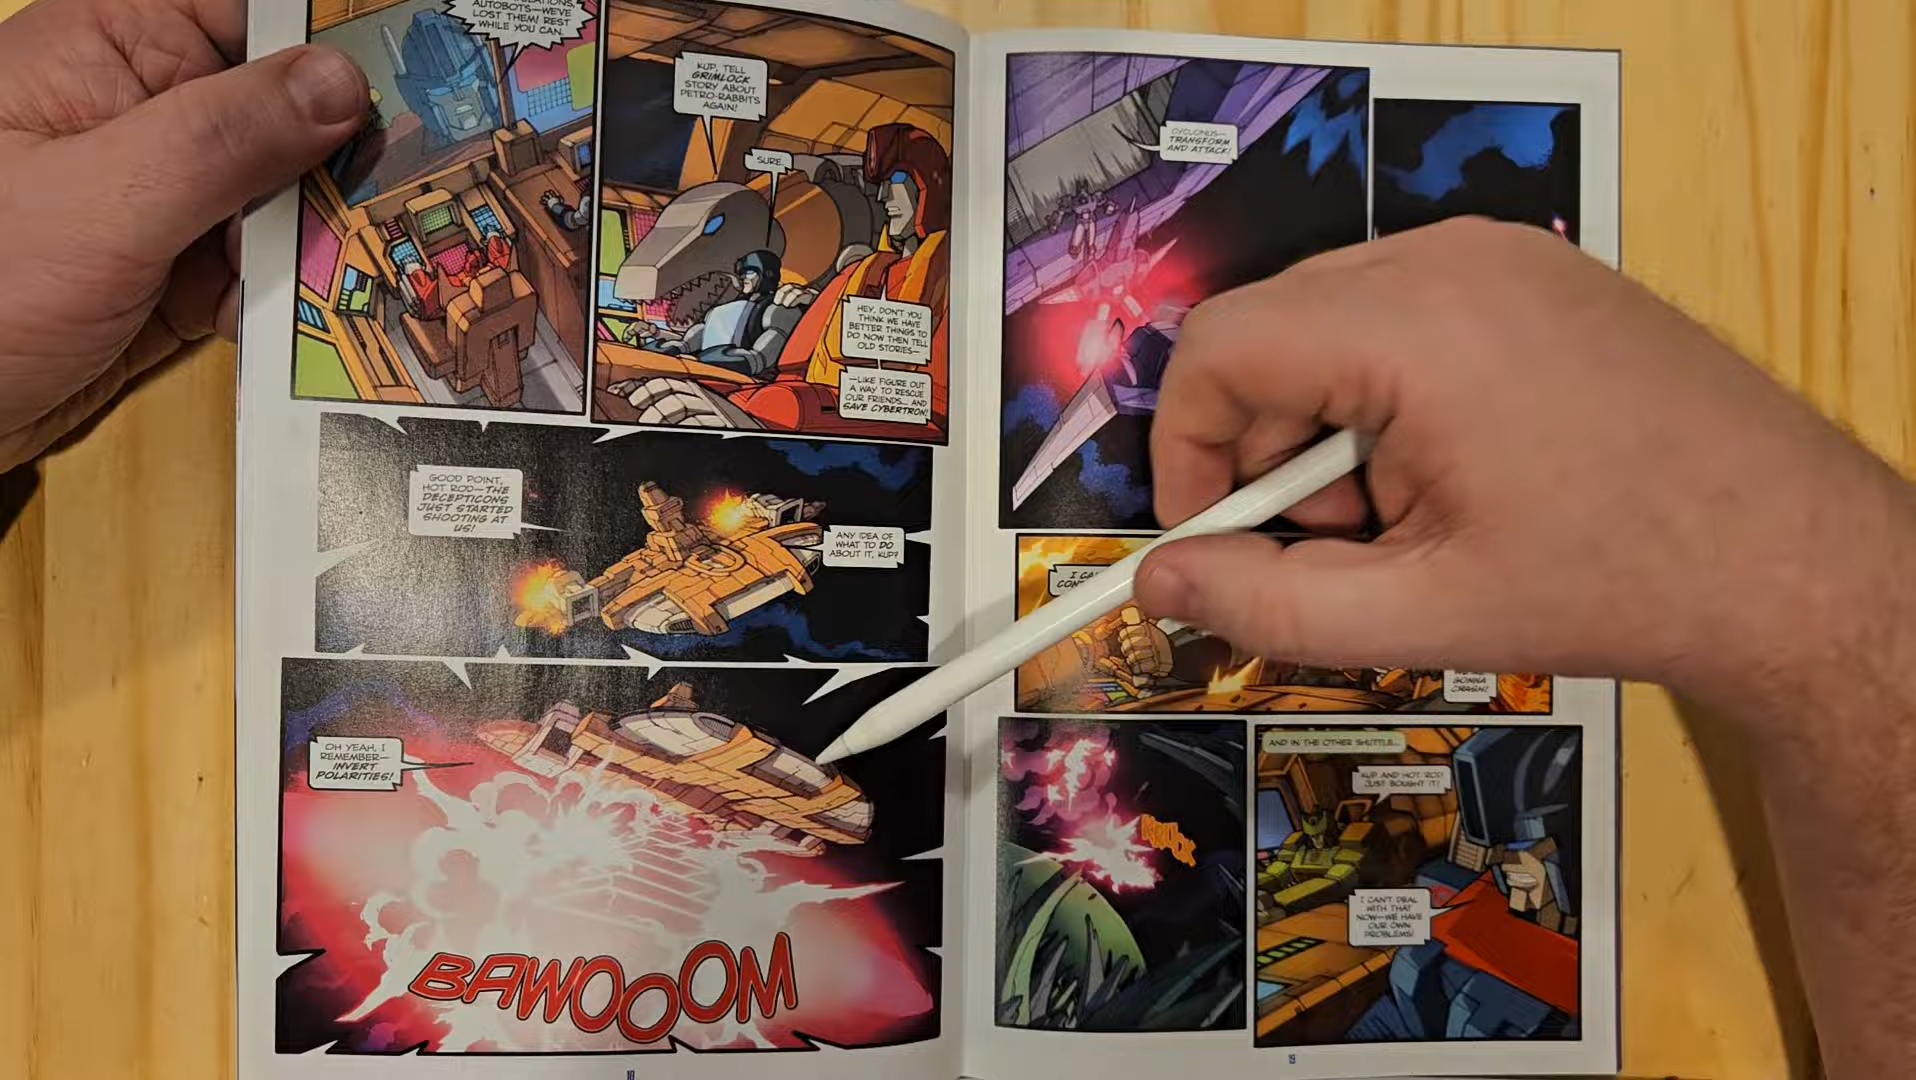 AUTOBOTS—WE'VE
LOST THEM! REST
WHILE YOU CAN.
KUP, TELL
GRIMLOCK
STORY ABOUT
PETRO-RABBITS
AGAIN!
SURE.
HEY, DON'T YOU
THINK WE HAVE
BETTER THINGS TO
DO NOW THEN TELL
OLD STORIES—
—LIKE FIGURE OUT
A WAY TO RESCUE
OUR FRIENDS... AND
SAVE CYBERTRON!
GOOD POINT,
HOT ROD—THE
DECEPTICONS
JUST STARTED
SHOOTING AT
US!
ANY IDEA OF
WHAT TO DO
ABOUT IT, KUP?
OH YEAH, I
REMEMBER—
INVERT
POLARITIES!
BAWOOOM
CYCLONUS—
TRANSFORM
AND ATTACK!
GONNA
CRASH!
AND IN THE OTHER SHUTTLE...
KUP AND HOT ROD
JUST BOUGHT IT!
I CAN'T DEAL
WITH THAT
NOW—WE HAVE
OUR OWN
PROBLEMS!